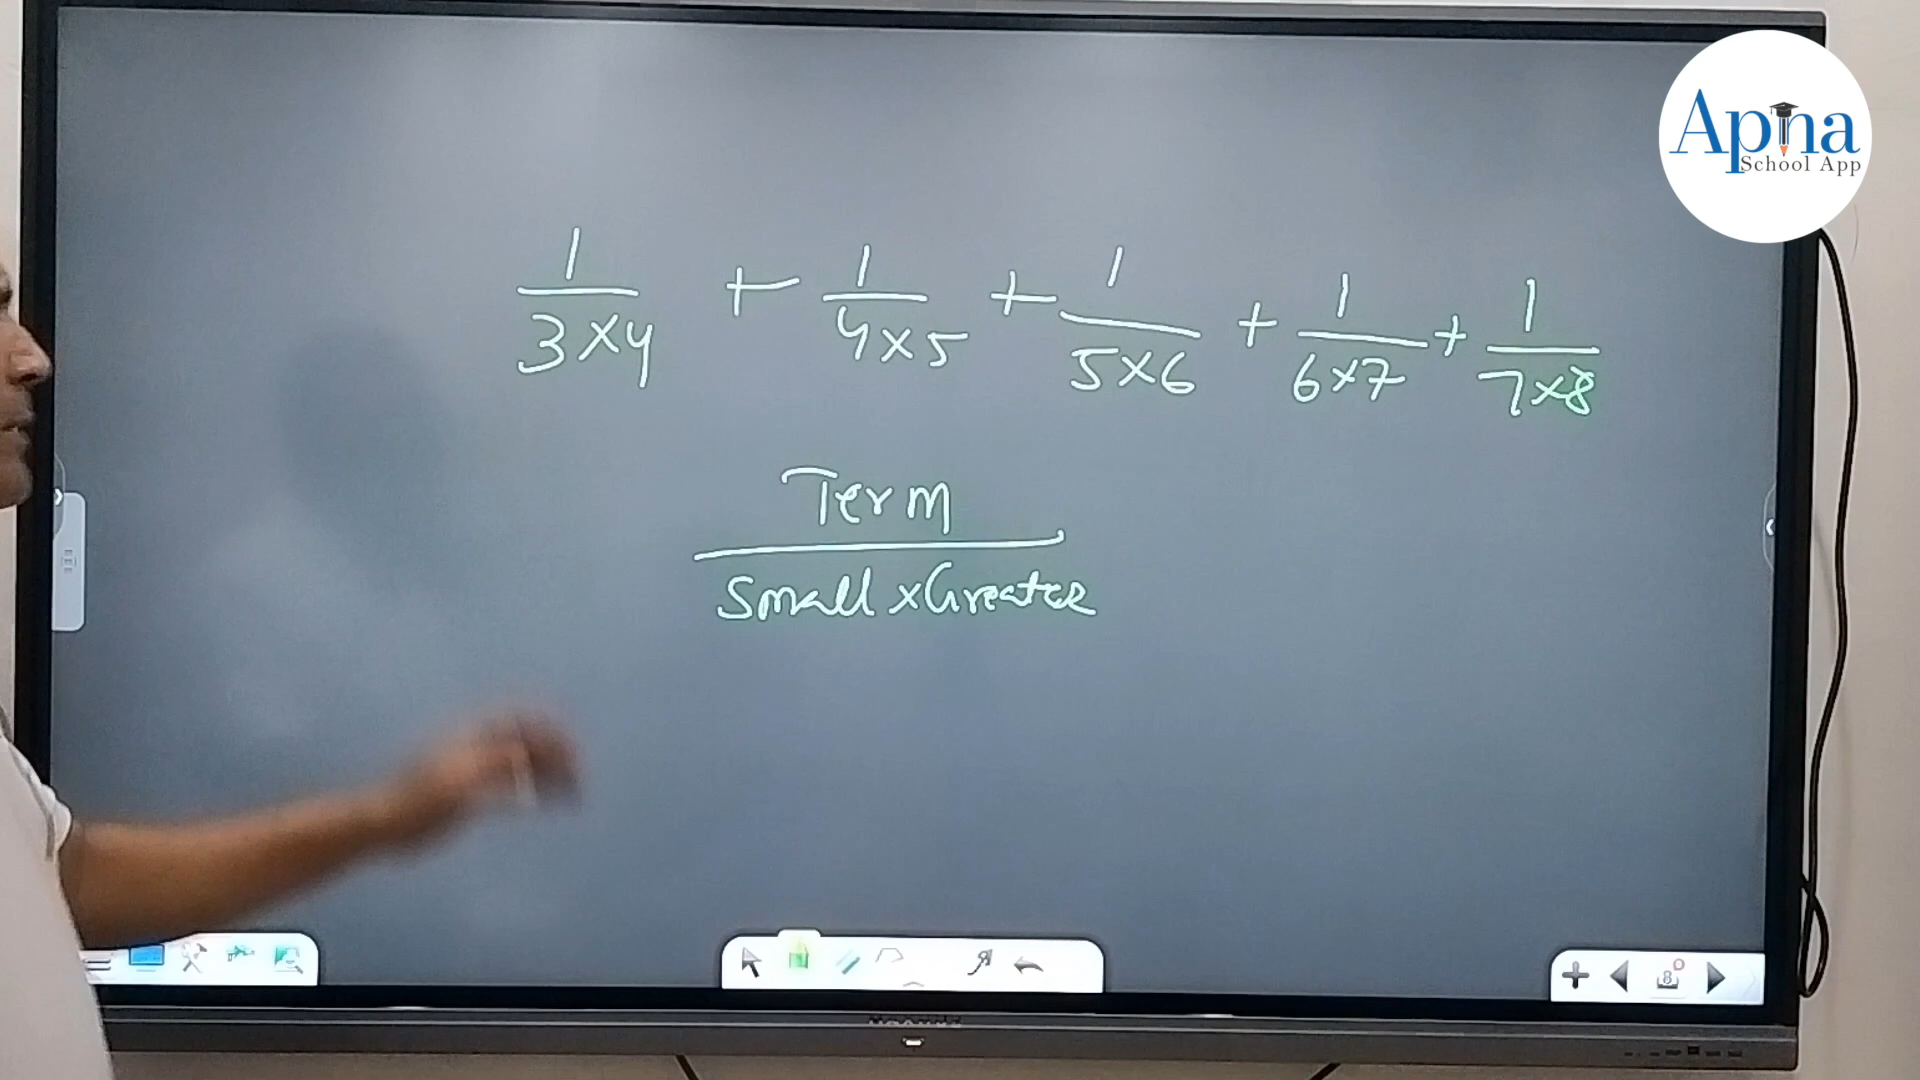 Apna
School App
1/3×4 + 1/4×5 + 1/5×6 + 1/6×7 + 1/7×8
Term
Small × Greater
8